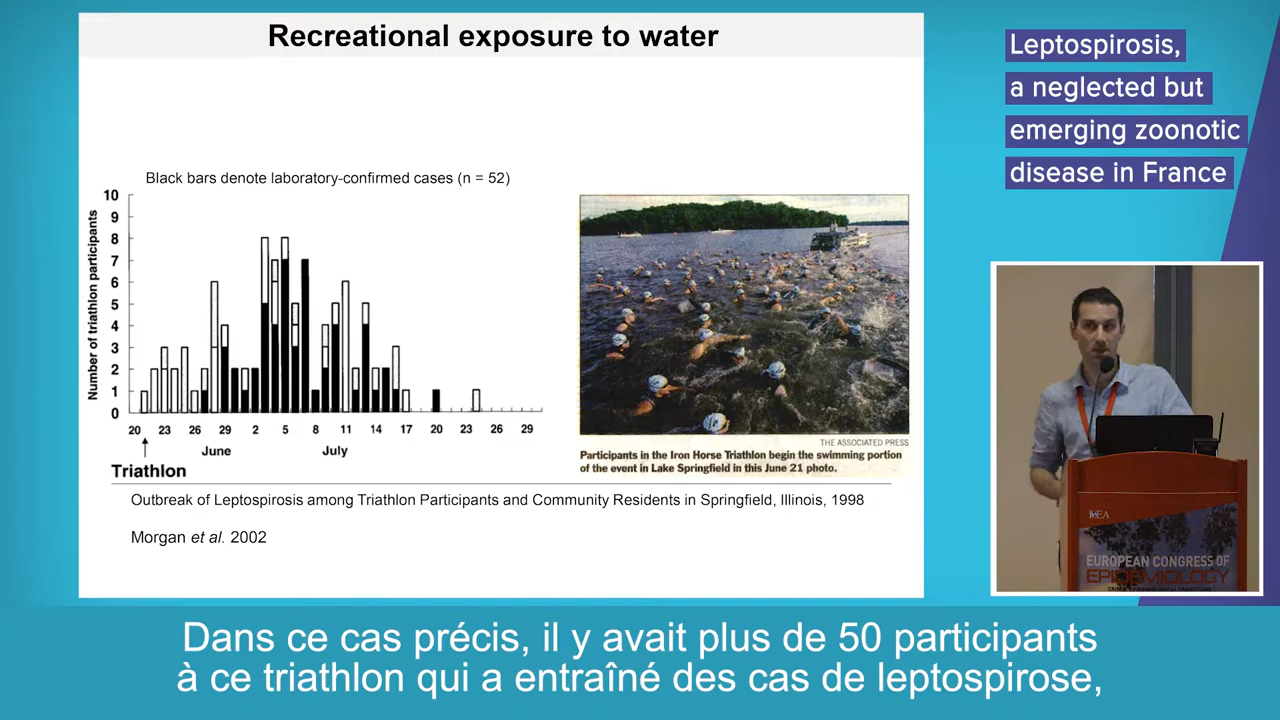 Recreational exposure to water
Leptospirosis,
a neglected but
emerging zoonotic
disease in France
Black bars denote laboratory-confirmed cases (n = 52)
Number of triathlon participants
10
9
8
7
6
5
4
3
2
1
0
20 23 26 29 2 5 8 11 14 17 20 23 26 29
June July
Triathlon
THE ASSOCIATED PRESS
Participants in the Iron Horse Triathlon begin the swimming portion
of the event in Lake Springfield in this June 21 photo.
Outbreak of Leptospirosis among Triathlon Participants and Community Residents in Springfield, Illinois, 1998
Morgan et al. 2002
EUROPEAN CONGRESS OF
EPIDEMIOLOGY
Dans ce cas précis, il y avait plus de 50 participants
à ce triathlon qui a entraîné des cas de leptospirose,